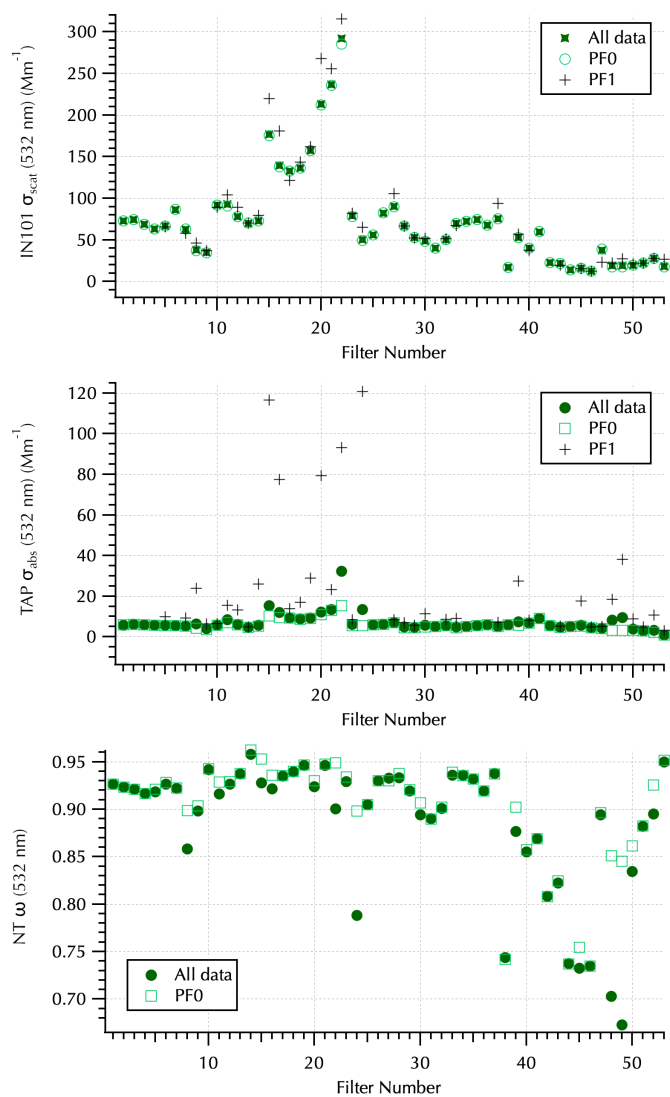 300
250
200
150
100
50
0
IN101 σscat (532 nm) (Mm⁻¹)
All data
PF0
PF1
10 20 30 40 50
Filter Number
120
100
80
60
40
20
0
TAP σabs (532 nm) (Mm⁻¹)
All data
PF0
PF1
10 20 30 40 50
Filter Number
0.95
0.90
0.85
0.80
0.75
0.70
NT ω (532 nm)
All data
PF0
10 20 30 40 50
Filter Number